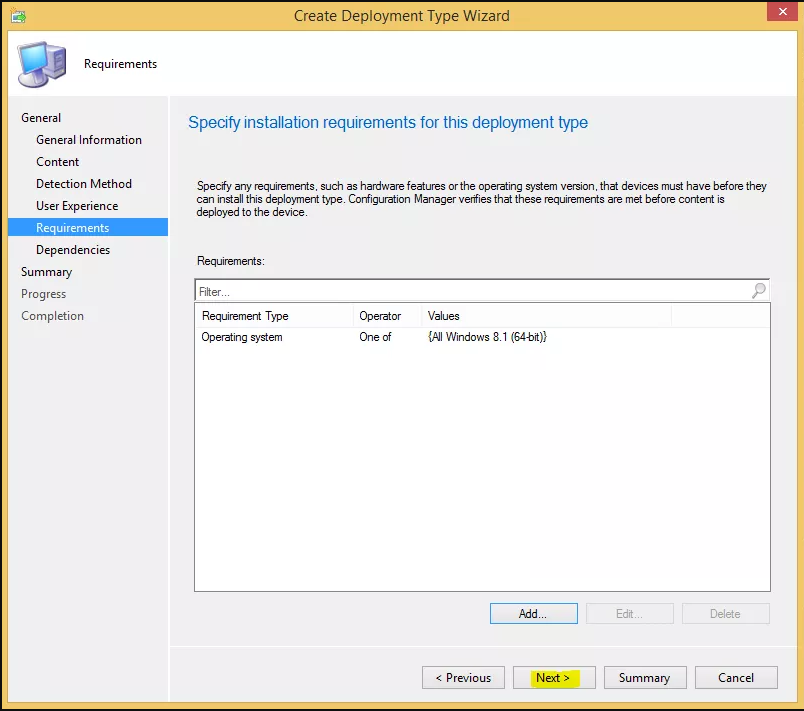 Create Deployment Type Wizard
Requirements
General
General Information
Content
Detection Method
User Experience
Requirements
Dependencies
Summary
Progress
Completion
Specify installation requirements for this deployment type
Specify any requirements, such as hardware features or the operating system version, that devices must have before they
can install this deployment type. Configuration Manager verifies that these requirements are met before content is
deployed to the device.
Requirements:
Filter...
Requirement Type Operator Values
Operating system One of {All Windows 8.1 (64-bit)}
Add... Edit... Delete
< Previous Next > Summary Cancel